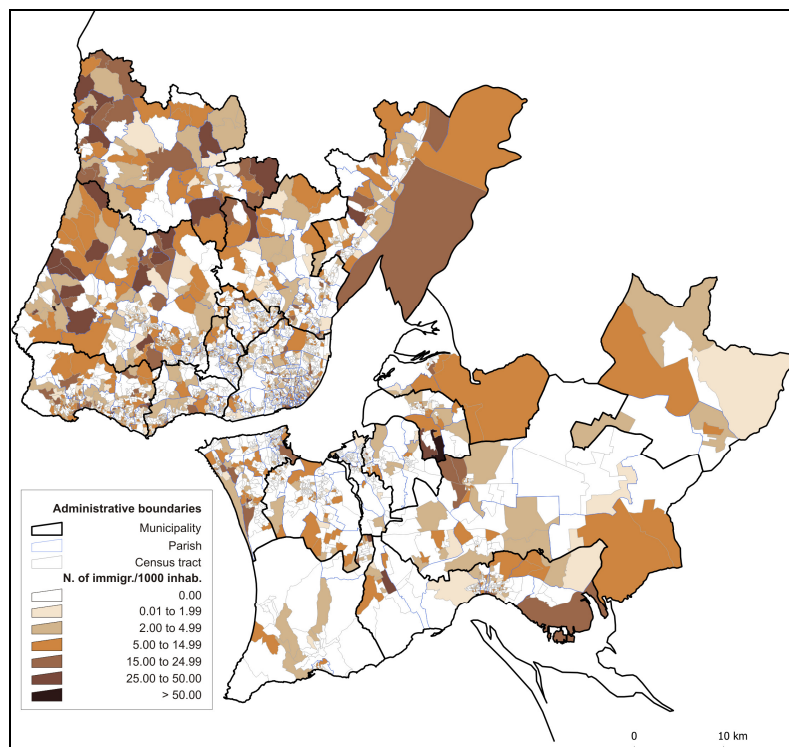 Administrative boundaries
Municipality
Parish
Census tract
N. of immigr./1000 inhab.
0.00
0.01 to 1.99
2.00 to 4.99
5.00 to 14.99
15.00 to 24.99
25.00 to 50.00
> 50.00
0 10 km